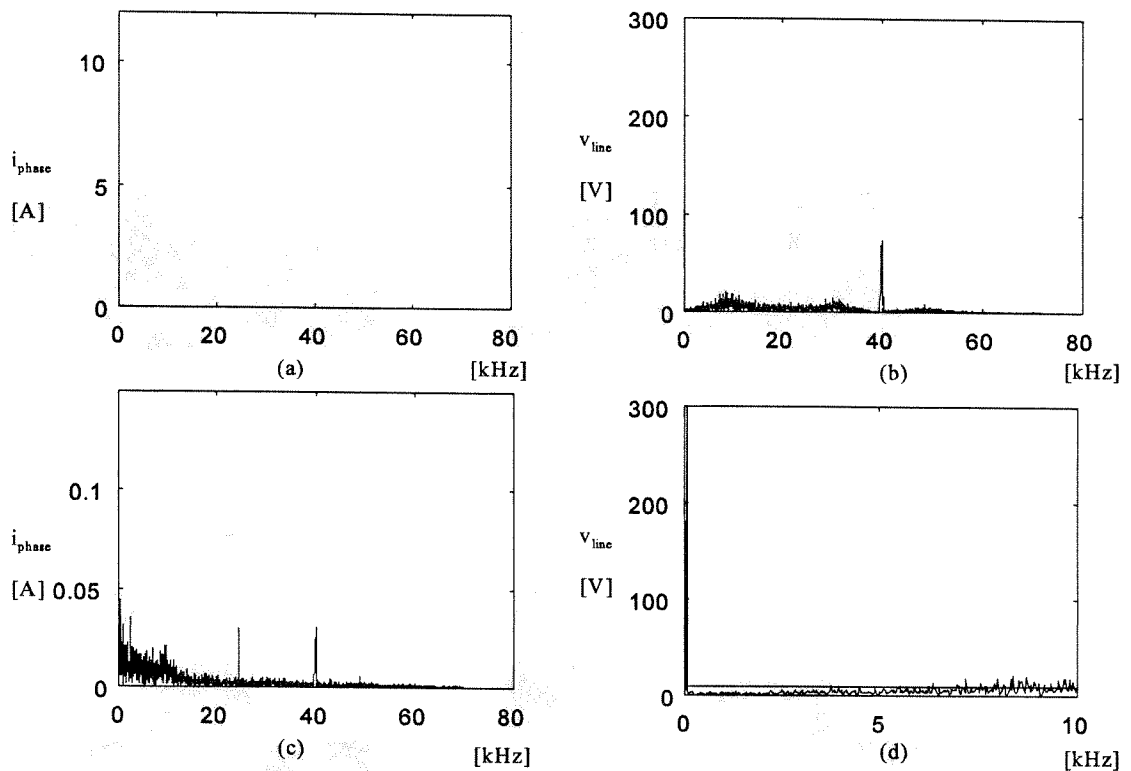 10
i_phase
5
[A]
0
0 20 40 60 80
(a) [kHz]
300
200
v_line
[V]
100
0
0 20 40 60 80
(b) [kHz]
0.1
i_phase
[A] 0.05
0
0 20 40 60 80
(c) [kHz]
300
200
v_line
[V]
100
0
0 5 10
(d) [kHz]